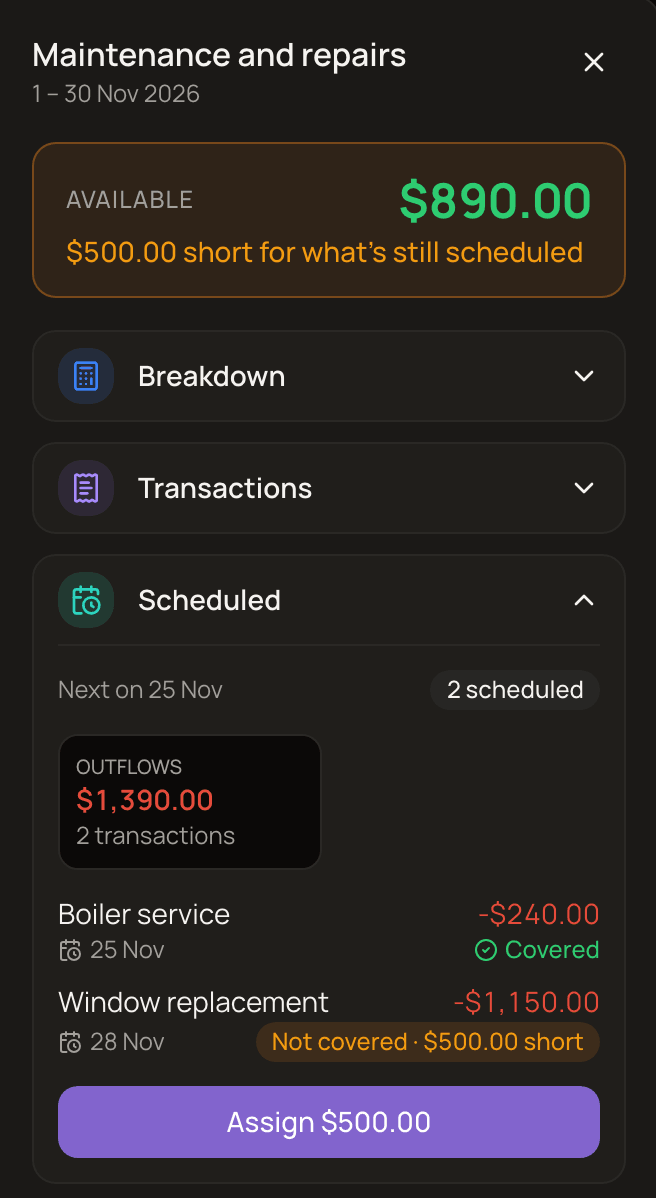 Maintenance and repairs
1 – 30 Nov 2026
AVAILABLE $890.00
$500.00 short for what's still scheduled
Breakdown
Transactions
Scheduled
Next on 25 Nov 2 scheduled
OUTFLOWS
$1,390.00
2 transactions
Boiler service -$240.00
25 Nov Covered
Window replacement -$1,150.00
28 Nov Not covered · $500.00 short
Assign $500.00